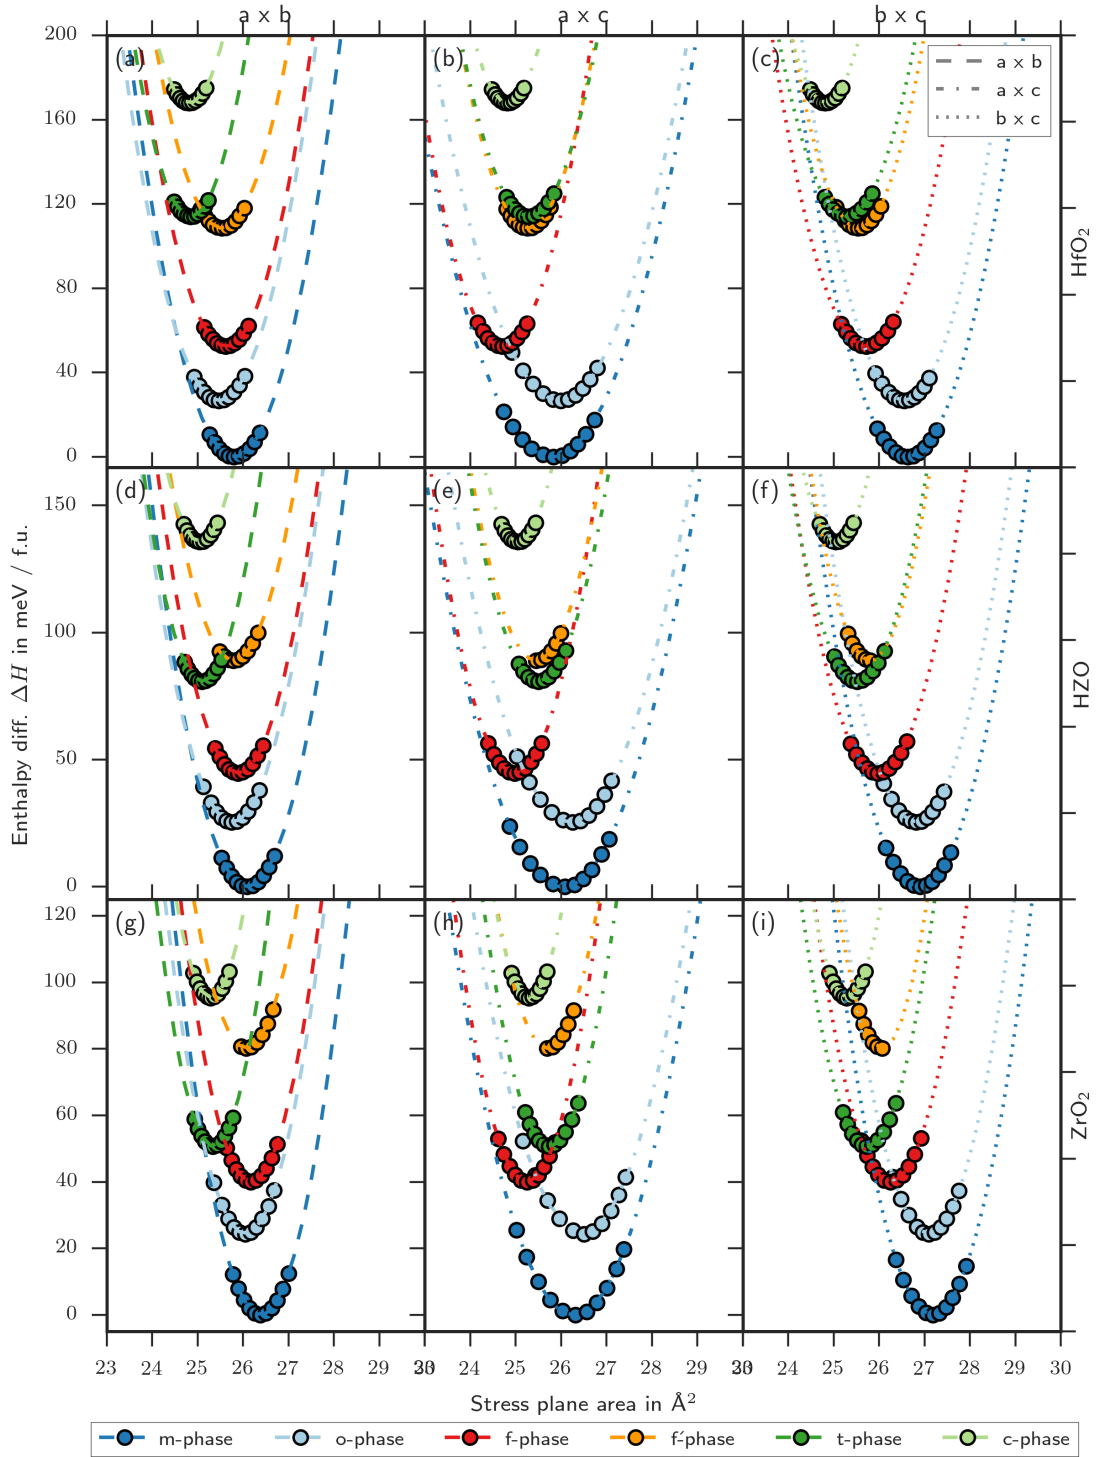 a x b
a x c
b x c
(a)
(b)
(c)
a x b
a x c
b x c
200
160
120
80
40
0
HfO2
(d)
(e)
(f)
150
100
50
0
HZO
Enthalpy diff. ΔH in meV / f.u.
(g)
(h)
(i)
120
100
80
60
40
20
0
ZrO2
23 24 25 26 27 28 29 30
23 24 25 26 27 28 29 30
23 24 25 26 27 28 29 30
Stress plane area in Å²
m-phase o-phase f-phase f′-phase t-phase c-phase